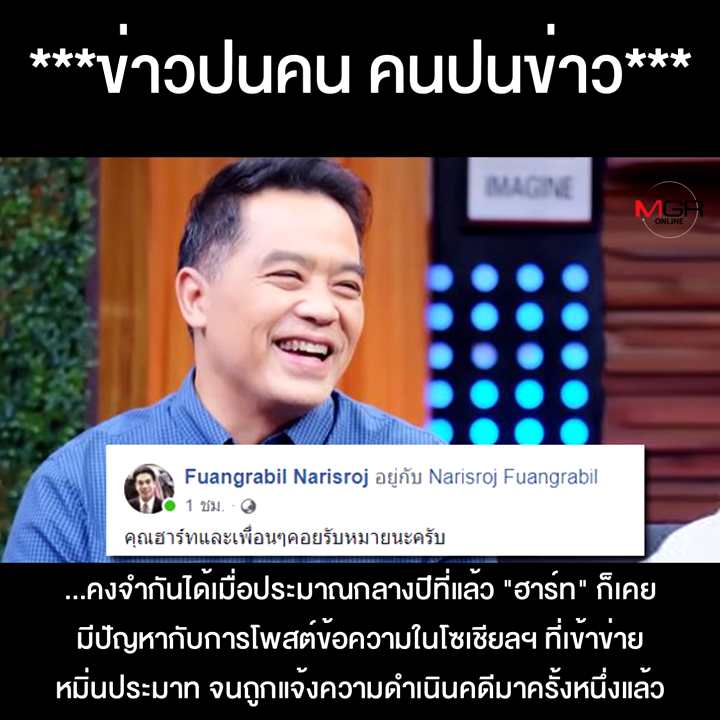 ***ข่าวปนคน คนปนข่าว***
IMAGINE
MGR
ONLINE
Fuangrabil Narisroj อยู่กับ Narisroj Fuangrabil
1 ชม. ·
คุณฮาร์ทและเพื่อนๆคอยรับหมายนะครับ
...คงจำกันได้เมื่อประมาณกลางปีที่แล้ว "ฮาร์ท" ก็เคย
มีปัญหากับการโพสต์ข้อความในโซเชียลฯ ที่เข้าข่าย
หมิ่นประมาท จนถูกแจ้งความดำเนินคดีมาครั้งหนึ่งแล้ว